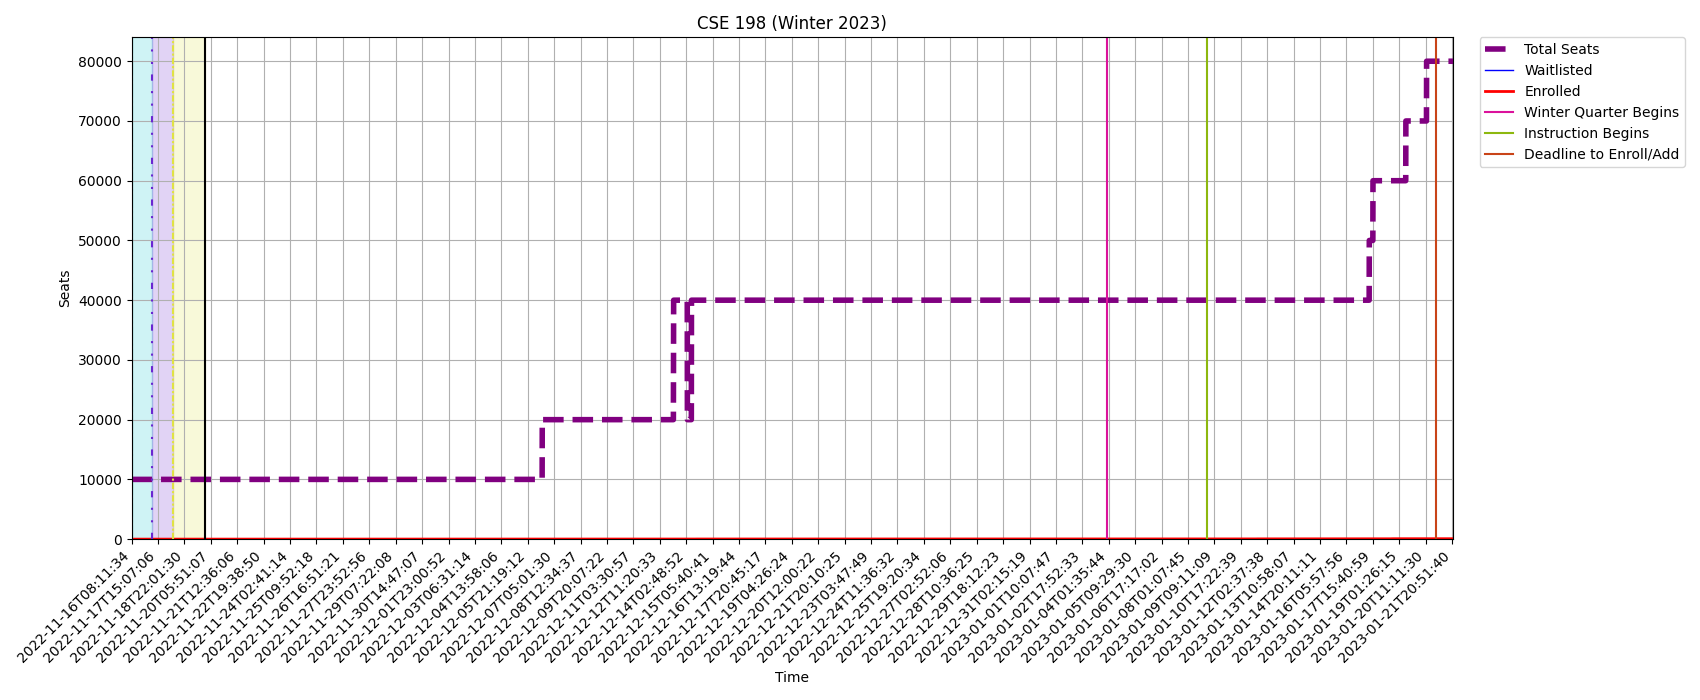 CSE 198 (Winter 2023)
Total Seats
Waitlisted
Enrolled
Winter Quarter Begins
Instruction Begins
Deadline to Enroll/Add
Seats
80000
70000
60000
50000
40000
30000
20000
10000
0
2022-11-16T08:11:34
2022-11-17T15:07:06
2022-11-18T22:01:30
2022-11-20T05:51:07
2022-11-21T12:36:06
2022-11-22T19:38:50
2022-11-24T02:41:14
2022-11-25T09:52:18
2022-11-26T16:51:21
2022-11-27T23:52:56
2022-11-29T07:22:08
2022-11-30T14:47:07
2022-12-01T23:00:52
2022-12-03T06:31:14
2022-12-04T13:58:06
2022-12-05T21:19:12
2022-12-07T05:01:30
2022-12-08T12:34:37
2022-12-09T20:07:22
2022-12-11T03:30:57
2022-12-12T11:20:33
2022-12-14T02:48:52
2022-12-15T05:40:41
2022-12-16T13:19:44
2022-12-17T20:45:17
2022-12-19T04:26:24
2022-12-20T12:00:22
2022-12-21T20:10:25
2022-12-23T03:47:49
2022-12-24T11:36:32
2022-12-25T19:20:34
2022-12-27T02:52:06
2022-12-28T10:36:25
2022-12-29T18:12:23
2022-12-31T02:15:19
2023-01-01T10:07:47
2023-01-02T17:52:33
2023-01-04T01:35:44
2023-01-05T09:29:30
2023-01-06T17:17:02
2023-01-08T01:07:45
2023-01-09T09:11:09
2023-01-10T17:22:39
2023-01-12T02:37:38
2023-01-13T10:58:07
2023-01-14T20:11:11
2023-01-16T05:57:56
2023-01-17T15:40:59
2023-01-19T01:26:15
2023-01-20T11:11:30
2023-01-21T20:51:40
Time